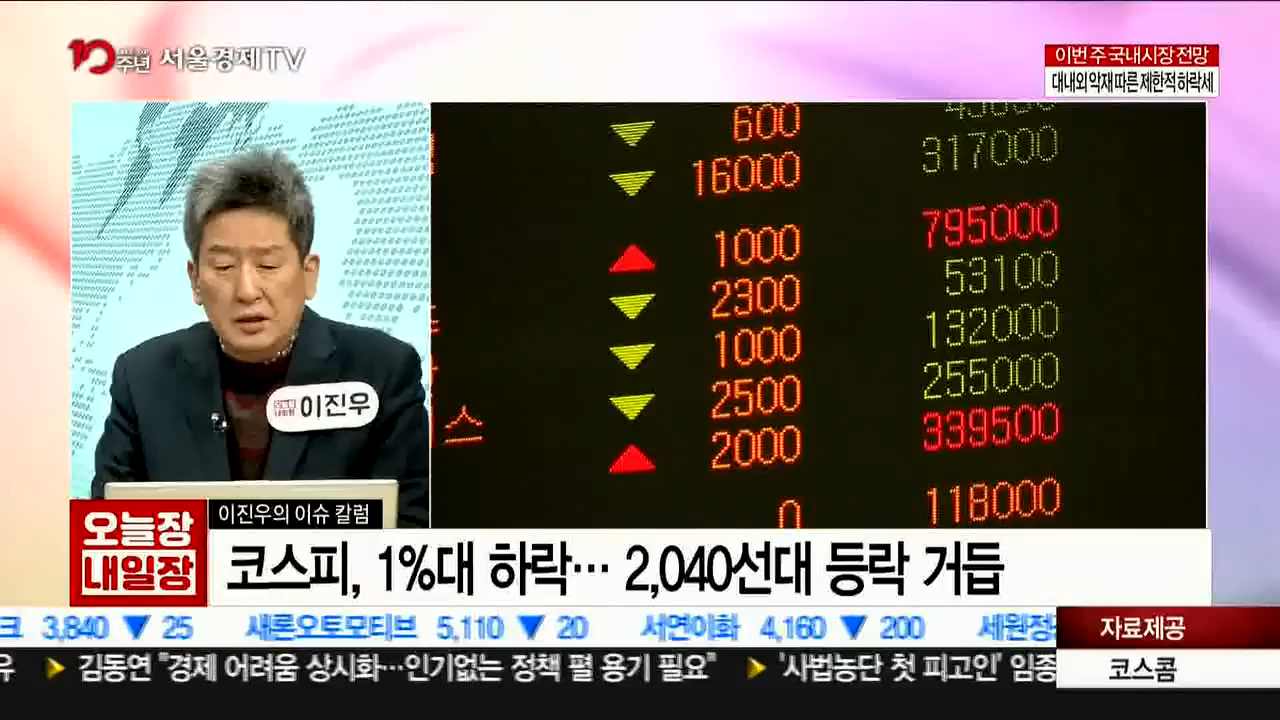 10주년 서울경제TV
이번 주 국내시장 전망
대내외 악재 따른 제한적 하락세
600
16000 317000
1000 795000
2300 53100
1000 132000
2500 255000
스 2000 339500
0 118000
이진우
이진우의 이슈 칼럼
오늘장
내일장
코스피, 1%대 하락… 2,040선대 등락 거듭
크 3,840 ▼ 25 새론오토모티브 5,110 ▼ 20 서연이화 4,160 ▼ 200 세원정
자료제공
김동연 "경제 어려움 상시화…인기없는 정책 펼 용기 필요" '사법농단 첫 피고인' 임종
코스콤